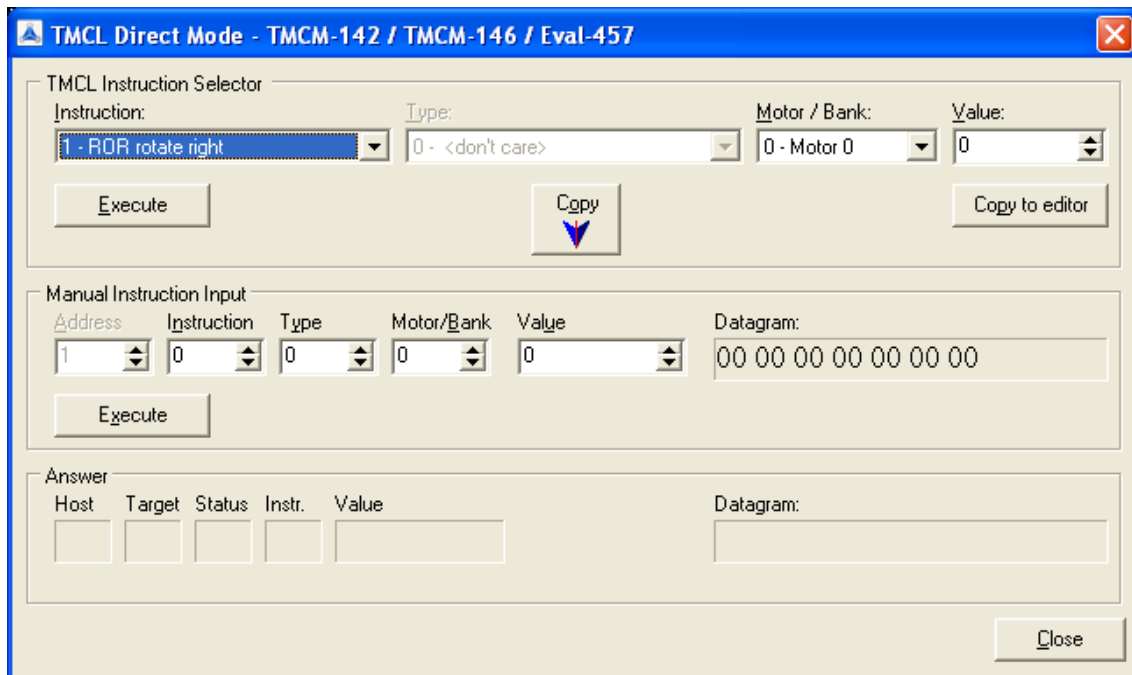 TMCL Direct Mode - TMCM-142 / TMCM-146 / Eval-457
TMCL Instruction Selector
Instruction: Type: Motor / Bank: Value:
1 - ROR rotate right 0 - <don't care> 0 - Motor 0 0
Execute Copy Copy to editor
Manual Instruction Input
Address Instruction Type Motor/Bank Value Datagram:
1 0 0 0 0 00 00 00 00 00 00 00
Execute
Answer
Host Target Status Instr. Value Datagram:
Close